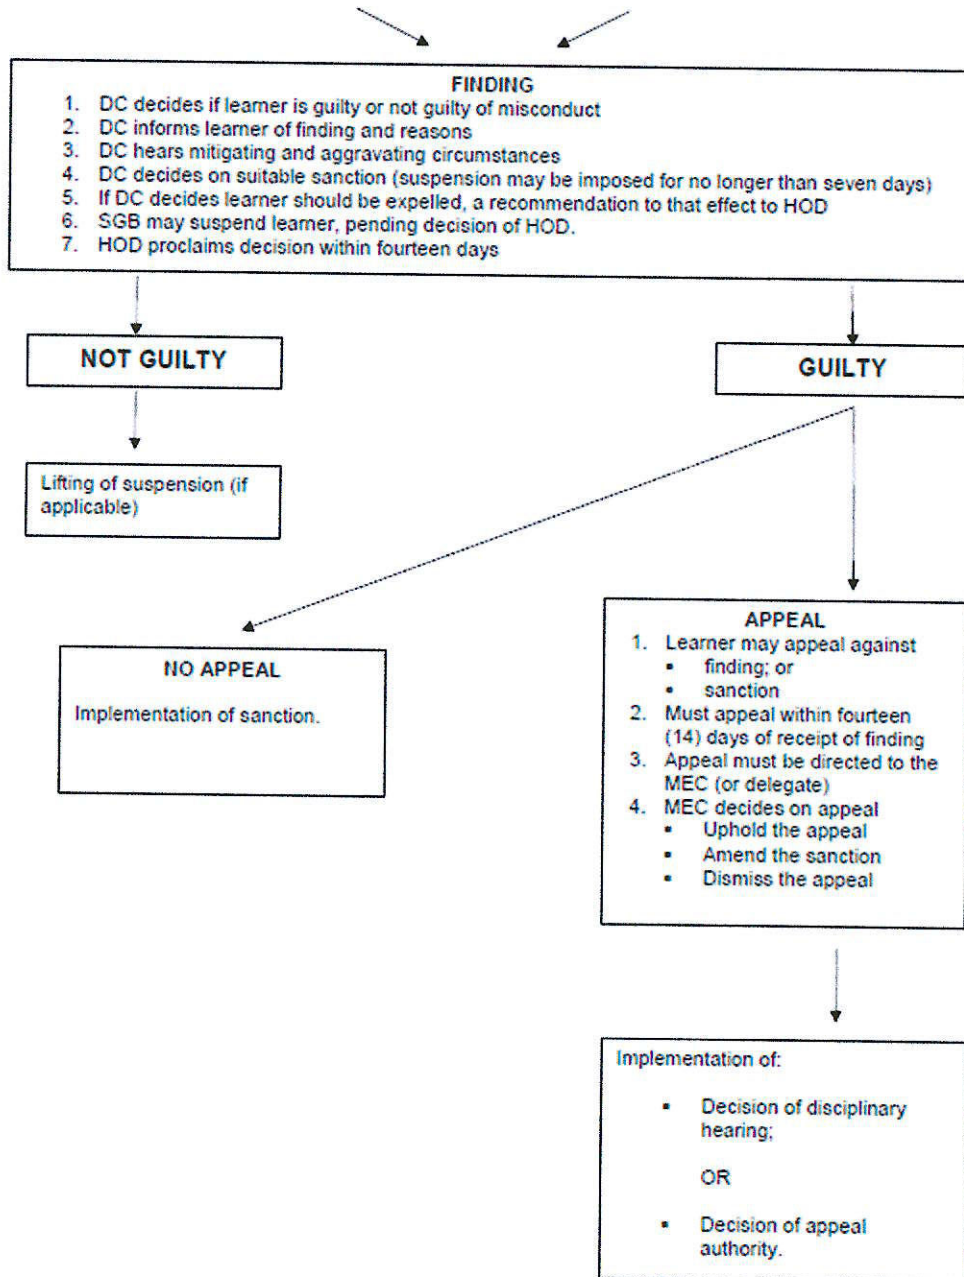 FINDING
1. DC decides if learner is guilty or not guilty of misconduct
2. DC informs learner of finding and reasons
3. DC hears mitigating and aggravating circumstances
4. DC decides on suitable sanction (suspension may be imposed for no longer than seven days)
5. If DC decides learner should be expelled, a recommendation to that effect to HOD
6. SGB may suspend learner, pending decision of HOD.
7. HOD proclaims decision within fourteen days
NOT GUILTY
GUILTY
Lifting of suspension (if
applicable)
NO APPEAL
Implementation of sanction.
APPEAL
1. Learner may appeal against
▪ finding; or
▪ sanction
2. Must appeal within fourteen
(14) days of receipt of finding
3. Appeal must be directed to the
MEC (or delegate)
4. MEC decides on appeal
▪ Uphold the appeal
▪ Amend the sanction
▪ Dismiss the appeal
Implementation of:
▪ Decision of disciplinary
hearing;
OR
▪ Decision of appeal
authority.